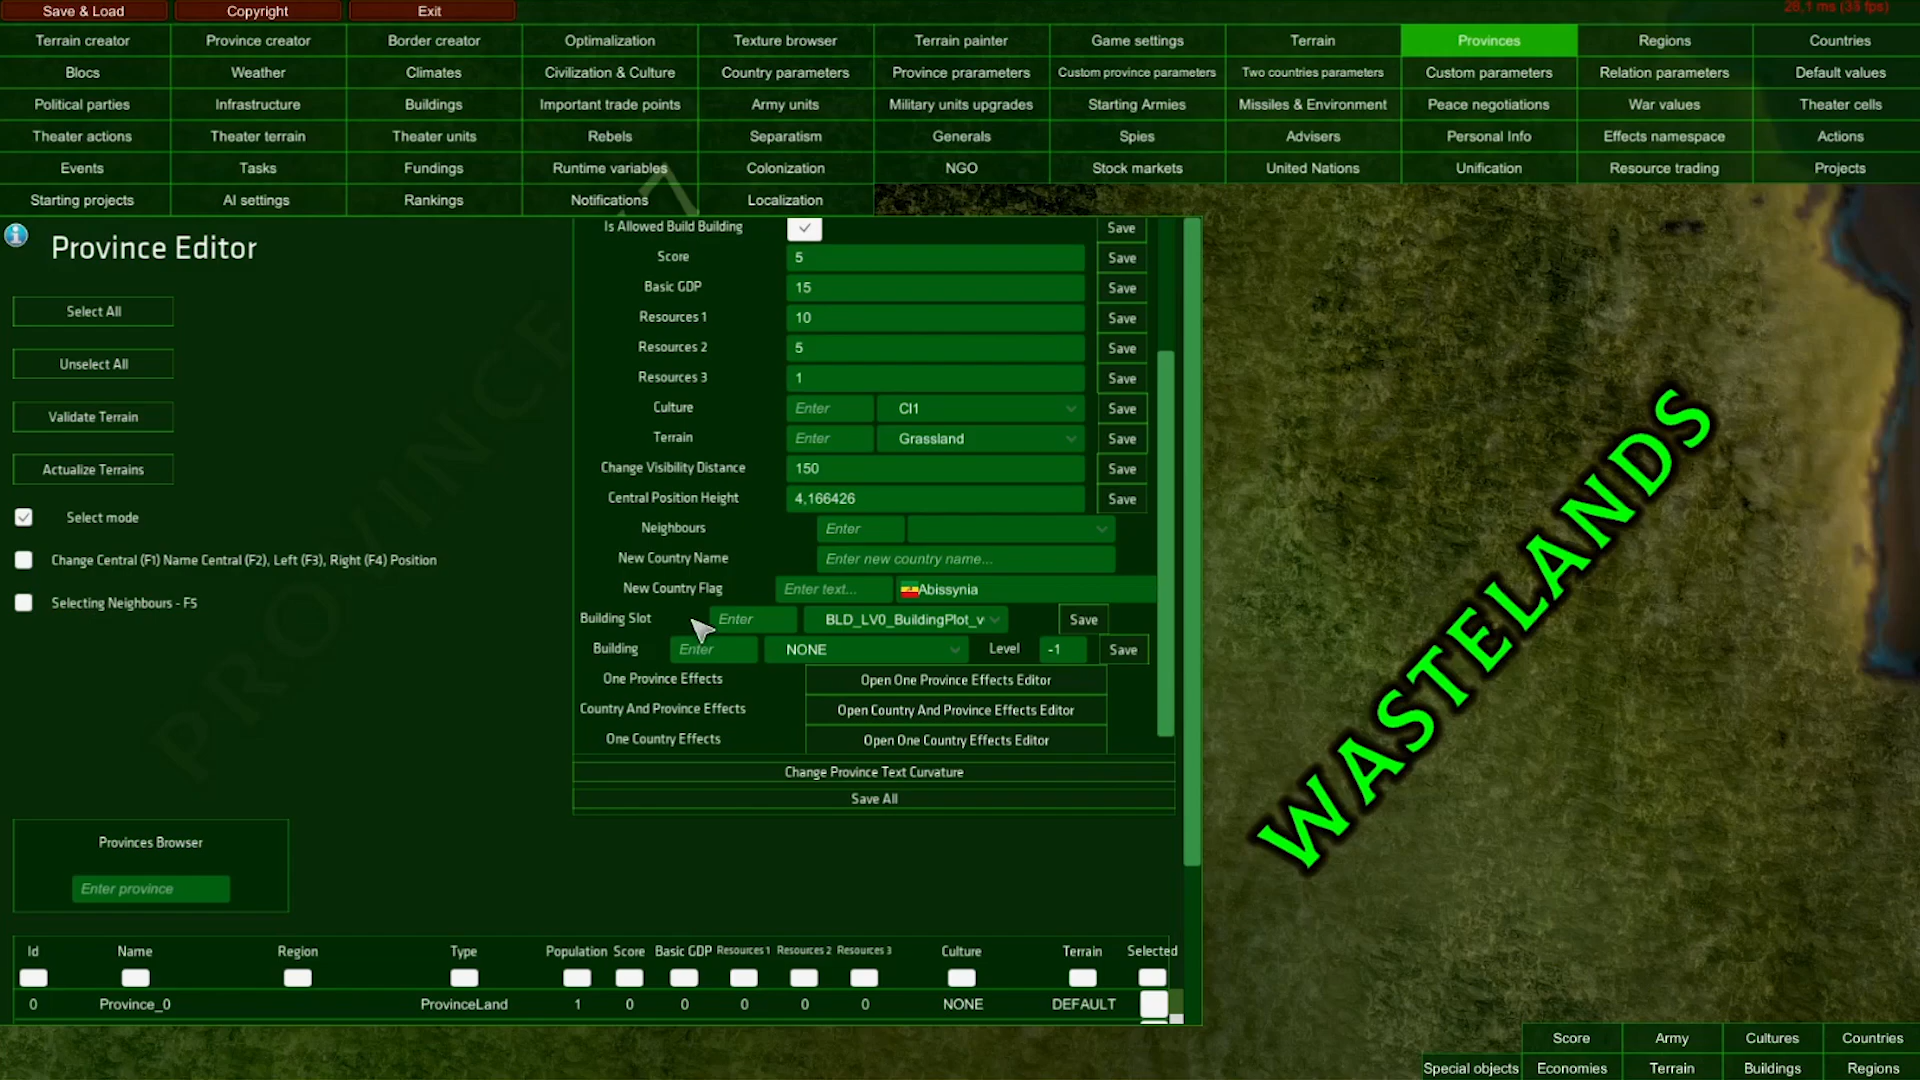 Save & Load Copyright Exit
28,1 ms (35 fps)
Terrain creator Province creator Border creator Optimalization Texture browser Terrain painter Game settings Terrain Provinces Regions Countries
Blocs Weather Climates Civilization & Culture Country parameters Province prarameters Custom province parameters Two countries parameters Custom parameters Relation parameters Default values
Political parties Infrastructure Buildings Important trade points Army units Military units upgrades Starting Armies Missiles & Environment Peace negotiations War values Theater cells
Theater actions Theater terrain Theater units Rebels Separatism Generals Spies Advisers Personal Info Effects namespace Actions
Events Tasks Fundings Runtime variables Colonization NGO Stock markets United Nations Unification Resource trading Projects
Starting projects AI settings Rankings Notifications Localization
Province Editor
Select All
Unselect All
Validate Terrain
Actualize Terrains
Select mode
Change Central (F1) Name Central (F2), Left (F3), Right (F4) Position
Selecting Neighbours - F5
Is Allowed Build Building Save
Score 5 Save
Basic GDP 15 Save
Resources 1 10 Save
Resources 2 5 Save
Resources 3 1 Save
Culture Enter Cl1 Save
Terrain Enter Grassland Save
Change Visibility Distance 150 Save
Central Position Height 4,166426 Save
Neighbours Enter
New Country Name Enter new country name...
New Country Flag Enter text... Abissynia
Building Slot Enter BLD_LV0_BuildingPlot_v Save
Building Enter NONE Level -1 Save
One Province Effects Open One Province Effects Editor
Country And Province Effects Open Country And Province Effects Editor
One Country Effects Open One Country Effects Editor
Change Province Text Curvature
Save All
WASTELANDS
Provinces Browser
Enter province
Id Name Region Type Population Score Basic GDP Resources 1 Resources 2 Resources 3 Culture Terrain Selected
0 Province_0 ProvinceLand 1 0 0 0 0 0 NONE DEFAULT
Score Army Cultures Countries
Special objects Economies Terrain Buildings Regions